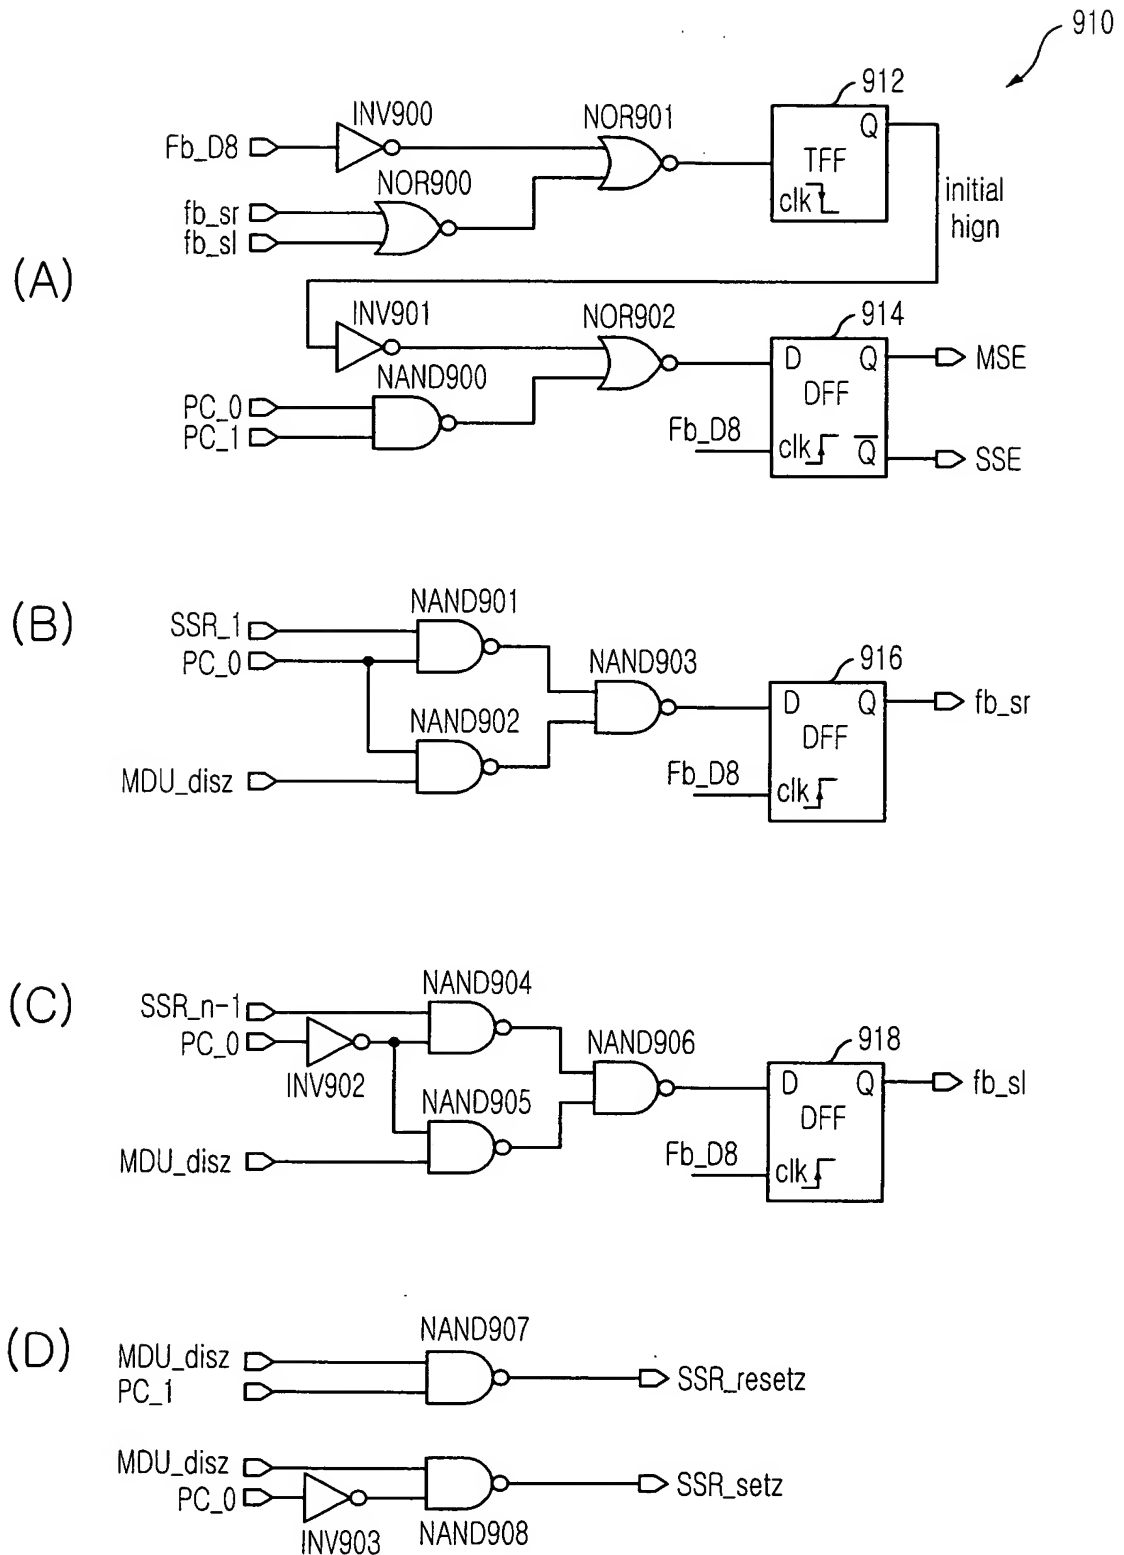 910
(A)
Fb_D8
INV900
NOR901
912
Q
TFF
clk
initial
hign
fb_sr
fb_sl
NOR900
INV901
NOR902
914
D
Q
DFF
MSE
PC_0
PC_1
NAND900
Fb_D8
clk
Q
SSE
(B)
SSR_1
PC_0
NAND901
NAND903
916
D
Q
DFF
fb_sr
MDU_disz
NAND902
Fb_D8
clk
(C)
SSR_n-1
PC_0
INV902
NAND904
NAND906
918
D
Q
DFF
fb_sl
MDU_disz
NAND905
Fb_D8
clk
(D)
MDU_disz
PC_1
NAND907
SSR_resetz
MDU_disz
PC_0
INV903
NAND908
SSR_setz